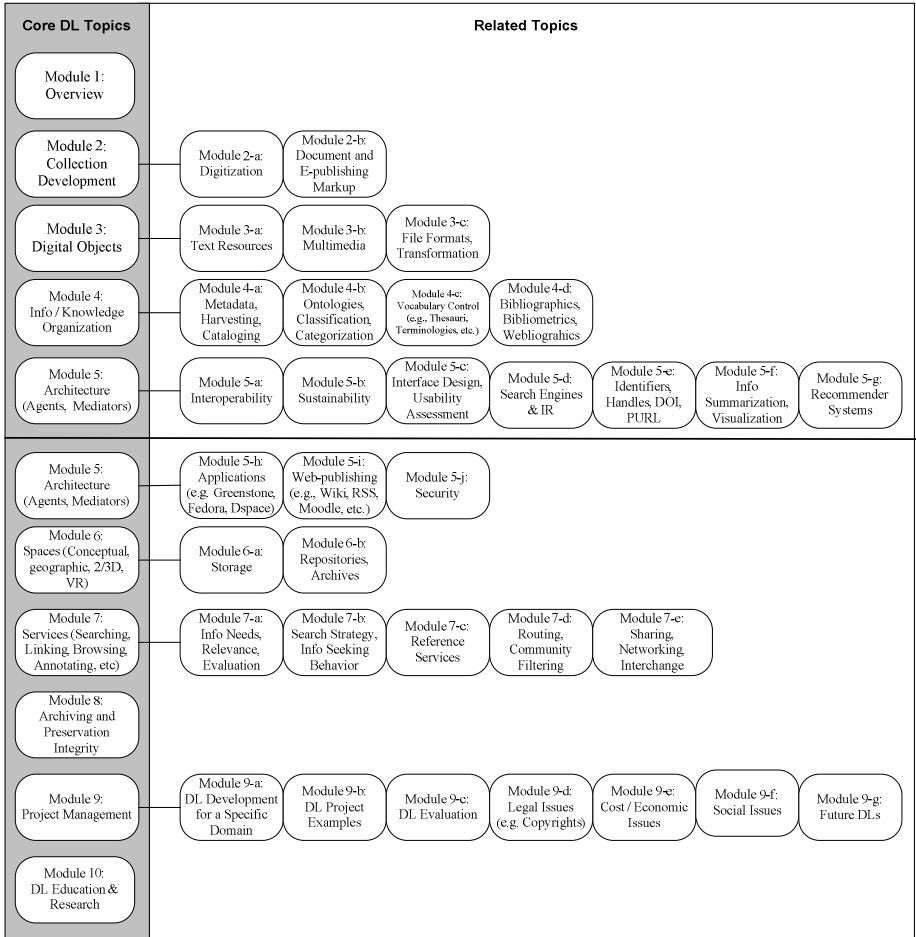 Core DL Topics
Related Topics
Module 1:
Overview
Module 2:
Collection
Development
Module 2-a:
Digitization
Module 2-b:
Document and
E-publishing
Markup
Module 3:
Digital Objects
Module 3-a:
Text Resources
Module 3-b:
Multimedia
Module 3-c:
File Formats,
Transformation
Module 4:
Info / Knowledge
Organization
Module 4-a:
Metadata,
Harvesting,
Cataloging
Module 4-b:
Ontologies,
Classification,
Categorization
Module 4-c:
Vocabulary Control
(e.g., Thesauri,
Terminologies, etc.)
Module 4-d:
Bibliographics,
Bibliometrics,
Webliograhics
Module 5:
Architecture
(Agents, Mediators)
Module 5-a:
Interoperability
Module 5-b:
Sustainability
Module 5-c:
Interface Design,
Usability
Assessment
Module 5-d:
Search Engines
& IR
Module 5-e:
Identifiers,
Handles, DOI,
PURL
Module 5-f:
Info
Summarization,
Visualization
Module 5-g:
Recommender
Systems
Module 5:
Architecture
(Agents, Mediators)
Module 5-h:
Applications
(e.g. Greenstone,
Fedora, Dspace)
Module 5-i:
Web-publishing
(e.g., Wiki, RSS,
Moodle, etc.)
Module 5-j:
Security
Module 6:
Spaces (Conceptual,
geographic, 2/3D,
VR)
Module 6-a:
Storage
Module 6-b:
Repositories,
Archives
Module 7:
Services (Searching,
Linking, Browsing,
Annotating, etc)
Module 7-a:
Info Needs,
Relevance,
Evaluation
Module 7-b:
Search Strategy,
Info Seeking
Behavior
Module 7-c:
Reference
Services
Module 7-d:
Routing,
Community
Filtering
Module 7-e:
Sharing,
Networking,
Interchange
Module 8:
Archiving and
Preservation
Integrity
Module 9:
Project Management
Module 9-a:
DL Development
for a Specific
Domain
Module 9-b:
DL Project
Examples
Module 9-c:
DL Evaluation
Module 9-d:
Legal Issues
(e.g. Copyrights)
Module 9-e:
Cost / Economic
Issues
Module 9-f:
Social Issues
Module 9-g:
Future DLs
Module 10:
DL Education &
Research